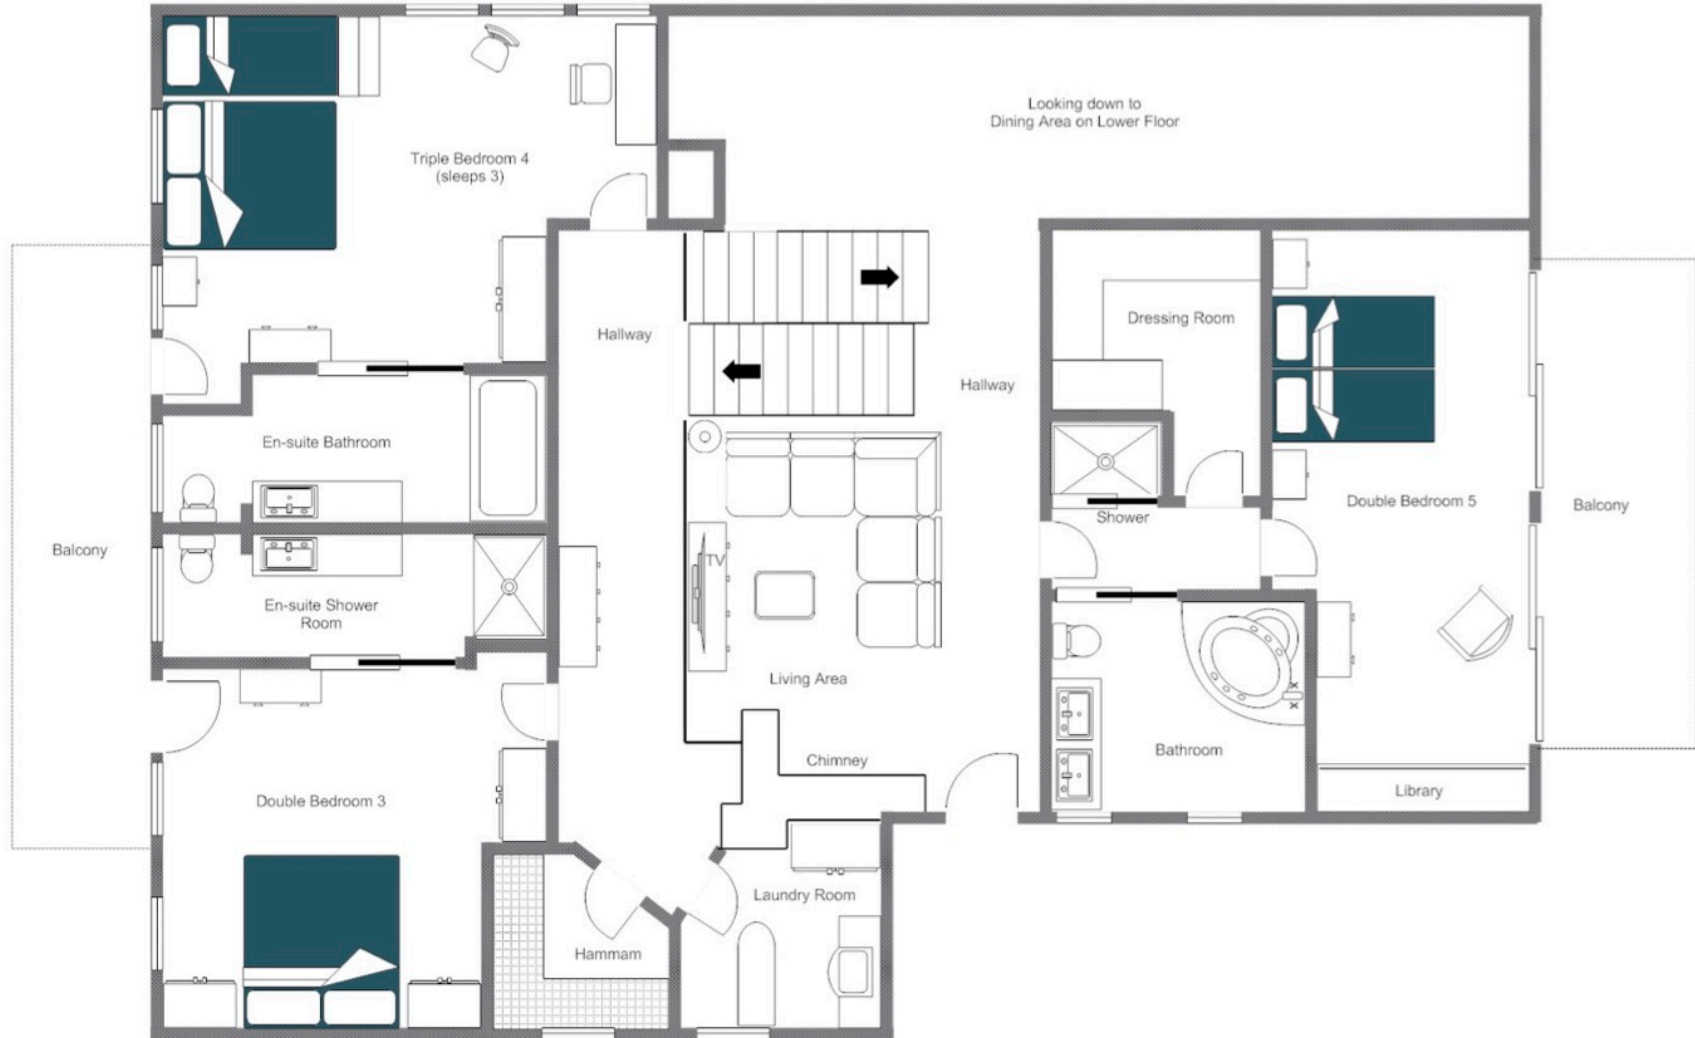 Looking down to
Dining Area on Lower Floor
Triple Bedroom 4
(sleeps 3)
Hallway
Dressing Room
Hallway
En-suite Bathroom
Double Bedroom 5
Balcony
Shower
Balcony
TV
En-suite Shower
Room
Living Area
Bathroom
Chimney
Double Bedroom 3
Library
Laundry Room
Hammam